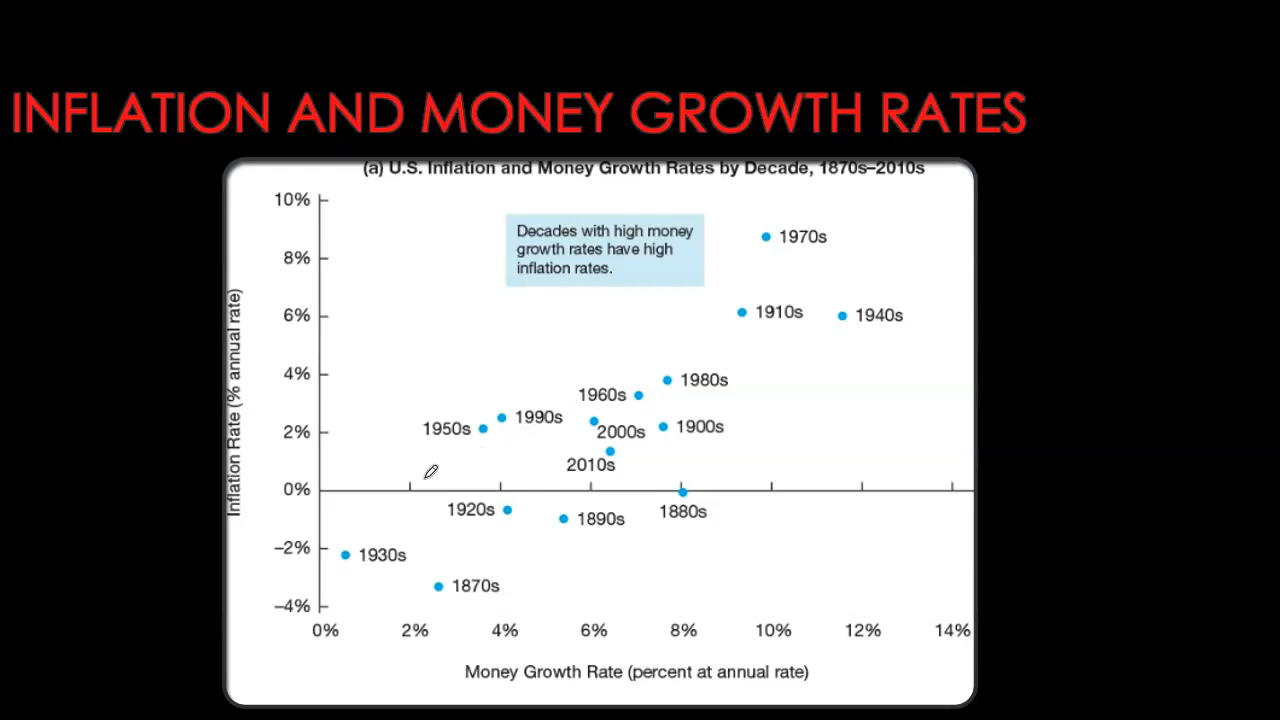 INFLATION AND MONEY GROWTH RATES
(a) U.S. Inflation and Money Growth Rates by Decade, 1870s–2010s
10%
Decades with high money
growth rates have high
inflation rates.
1970s
8%
6%
1910s
1940s
4%
1980s
1960s
1990s
1950s
2000s
1900s
2%
2010s
0%
1920s
1890s
1880s
–2%
1930s
1870s
–4%
Inflation Rate (% annual rate)
0%
2%
4%
6%
8%
10%
12%
14%
Money Growth Rate (percent at annual rate)